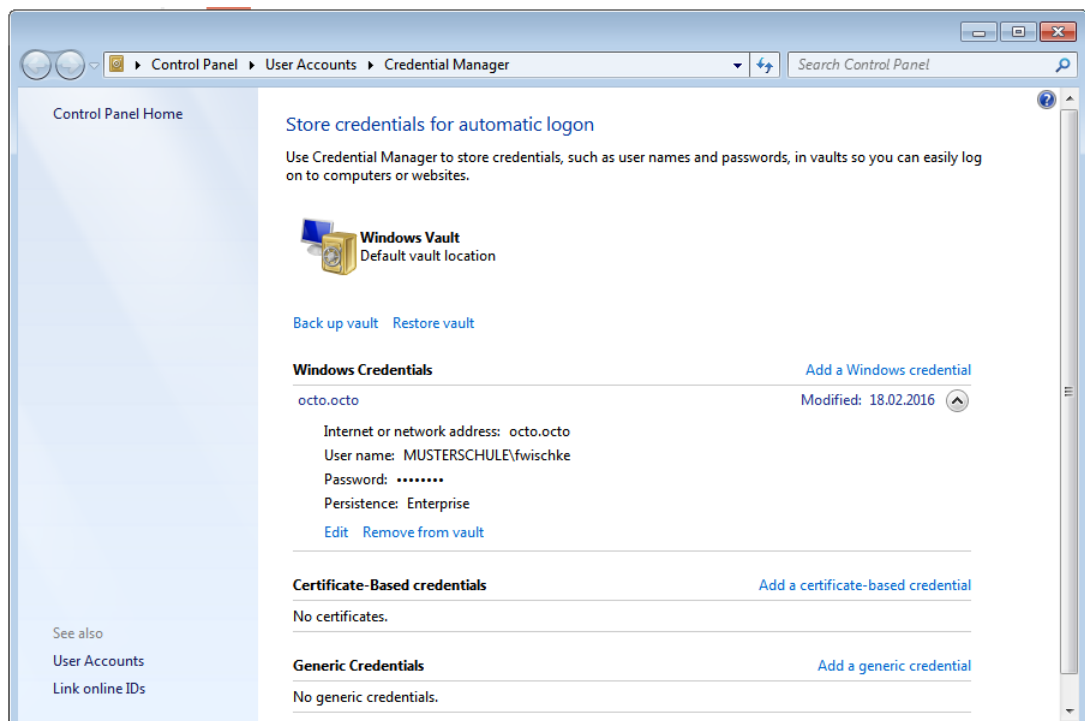 Control Panel User Accounts Credential Manager
Search Control Panel
Control Panel Home
Store credentials for automatic logon
Use Credential Manager to store credentials, such as user names and passwords, in vaults so you can easily log
on to computers or websites.
Windows Vault
Default vault location
Back up vault Restore vault
Windows Credentials Add a Windows credential
octo.octo Modified: 18.02.2016
Internet or network address: octo.octo
User name: MUSTERSCHULE\fwischke
Password: ••••••••
Persistence: Enterprise
Edit Remove from vault
Certificate-Based credentials Add a certificate-based credential
No certificates.
Generic Credentials Add a generic credential
No generic credentials.
See also
User Accounts
Link online IDs